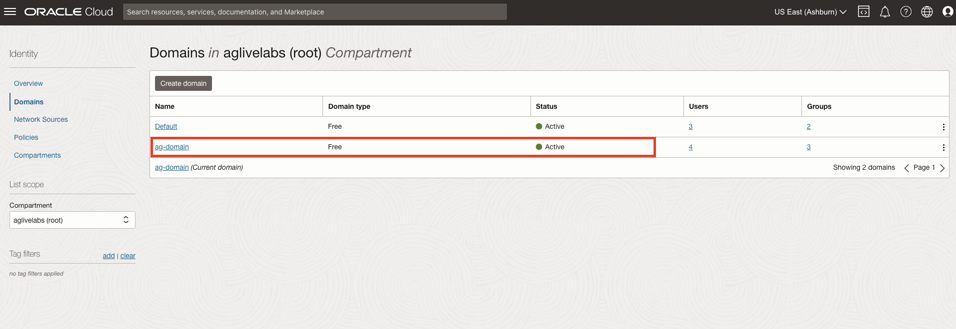 ORACLE Cloud
Search resources, services, documentation, and Marketplace
US East (Ashburn)
Identity
Overview
Domains
Network Sources
Policies
Compartments
List scope
Compartment
aglivelabs (root)
Tag filters
add | clear
no tag filters applied
Domains in aglivelabs (root) Compartment
Create domain
Name Domain type Status Users Groups
Default Free Active 3 2
ag-domain Free Active 4 3
ag-domain (Current domain) Showing 2 domains Page 1